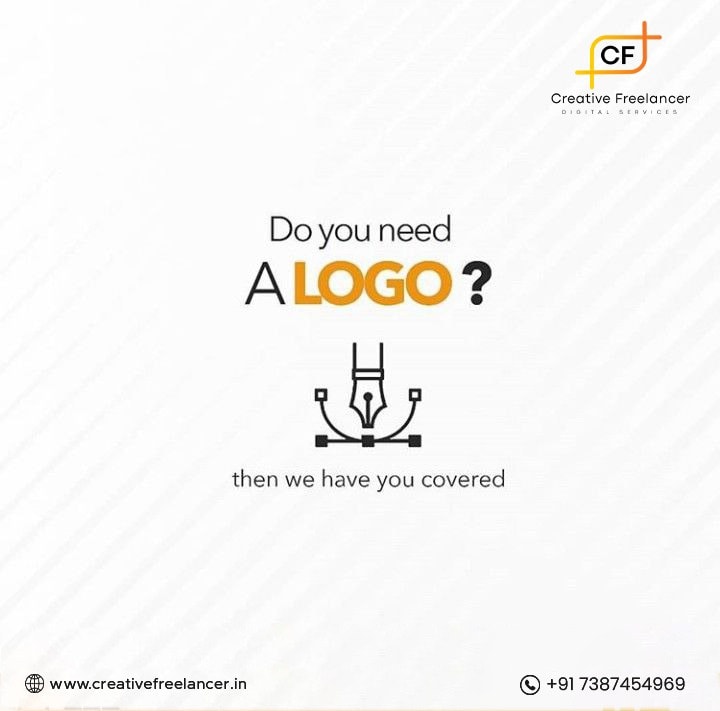 CF
Creative Freelancer
DIGITAL SERVICES
Do you need
A LOGO ?
then we have you covered
www.creativefreelancer.in
+91 7387454969